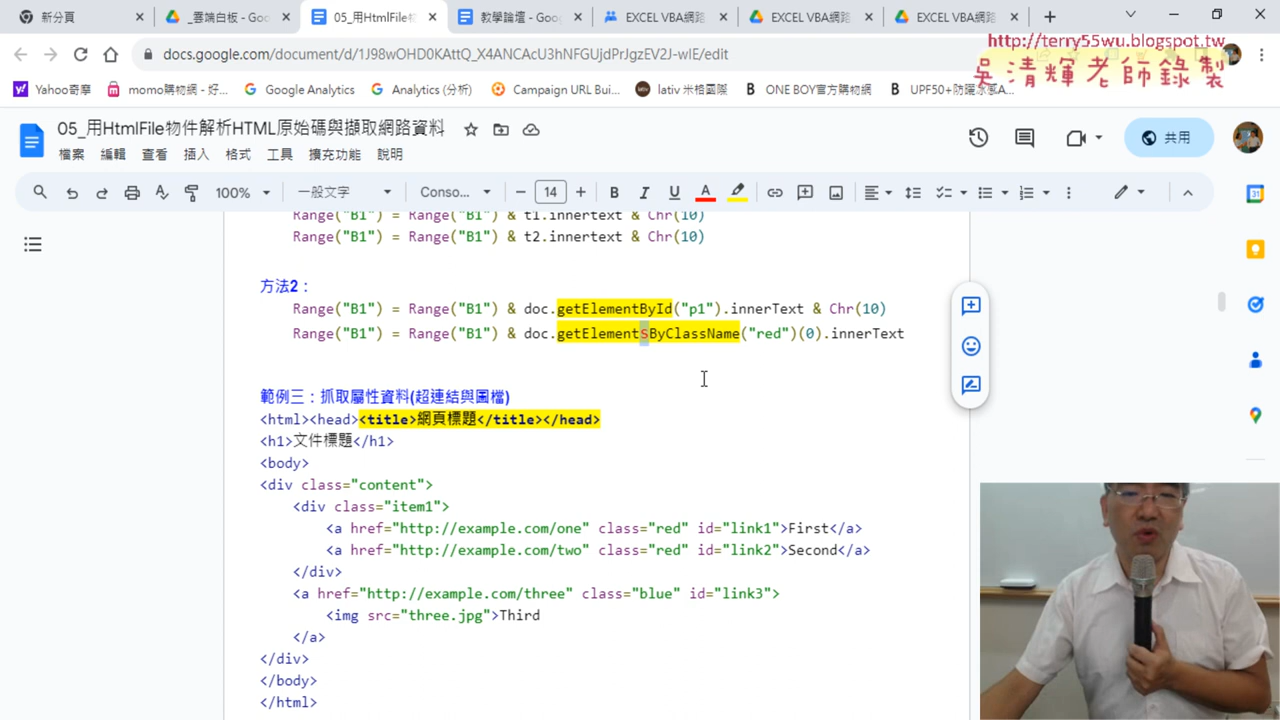 新分頁
_雲端白板 - Goo
05_用HtmlFile物件
教學論壇 - Goog
EXCEL VBA網路
EXCEL VBA網路
EXCEL VBA網路
docs.google.com/document/d/1J98wOHD0KAttQ_X4ANCAcU3hNFGUjdPrJgzEV2J-wIE/edit
http://terry55wu.blogspot.tw
吳清輝老師錄製
Yahoo奇摩
momo購物網 - 好...
Google Analytics
Analytics (分析)
Campaign URL Bui...
lativ 米格國際
ONE BOY官方購物網
UPF50+防曬冰感A...
05_用HtmlFile物件解析HTML原始碼與擷取網路資料
檔案 編輯 查看 插入 格式 工具 擴充功能 說明
共用
100% 一般文字 Conso... 14
Range("B1") = Range("B1") & t1.innertext & Chr(10)
Range("B1") = Range("B1") & t2.innertext & Chr(10)
方法2：
Range("B1") = Range("B1") & doc.getElementById("p1").innerText & Chr(10)
Range("B1") = Range("B1") & doc.getElementSByClassName("red")(0).innerText
範例三：抓取屬性資料(超連結與圖檔)
<html><head><title>網頁標題</title></head>
<h1>文件標題</h1>
<body>
<div class="content">
<div class="item1">
<a href="http://example.com/one" class="red" id="link1">First</a>
<a href="http://example.com/two" class="red" id="link2">Second</a>
</div>
<a href="http://example.com/three" class="blue" id="link3">
<img src="three.jpg">Third
</a>
</div>
</body>
</html>